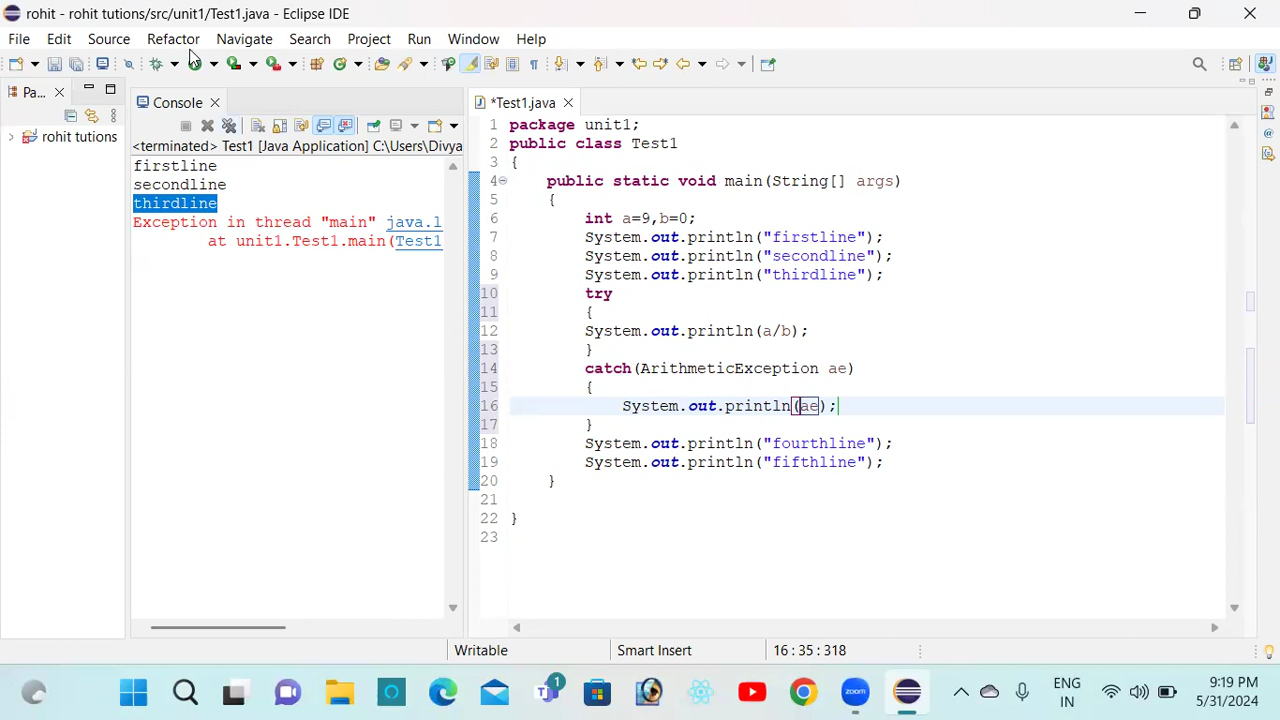 rohit - rohit tutions/src/unit1/Test1.java - Eclipse IDE
File Edit Source Refactor Navigate Search Project Run Window Help
Pa...
rohit tutions
Console
<terminated> Test1 [Java Application] C:\Users\Divya
firstline
secondline
thirdline
Exception in thread "main" java.l
at unit1.Test1.main(Test1
*Test1.java
1 package unit1;
2 public class Test1
3 {
4 public static void main(String[] args)
5 {
6 int a=9,b=0;
7 System.out.println("firstline");
8 System.out.println("secondline");
9 System.out.println("thirdline");
10 try
11 {
12 System.out.println(a/b);
13 }
14 catch(ArithmeticException ae)
15 {
16 System.out.println(ae);
17 }
18 System.out.println("fourthline");
19 System.out.println("fifthline");
20 }
21
22 }
23
Writable Smart Insert 16 : 35 : 318
1
zoom
ENG
IN
9:19 PM
5/31/2024